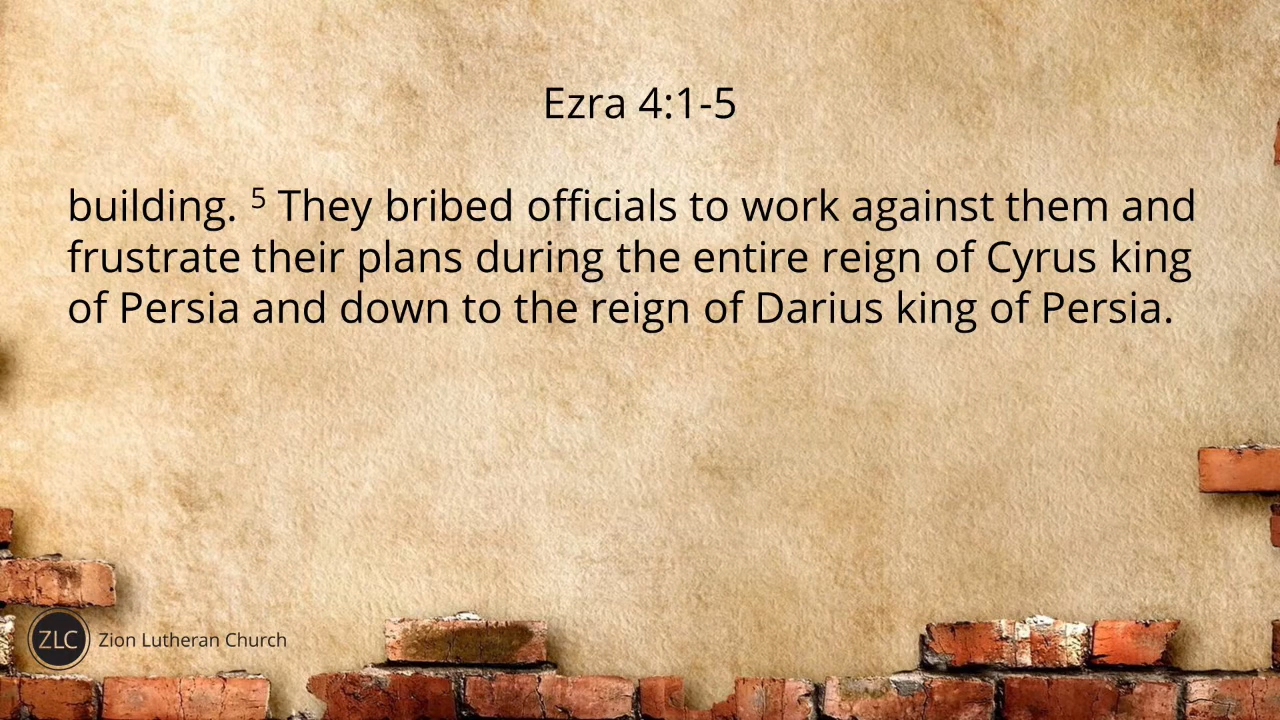 Ezra 4:1-5
building. ⁵ They bribed officials to work against them and
frustrate their plans during the entire reign of Cyrus king
of Persia and down to the reign of Darius king of Persia.
ZLC Zion Lutheran Church